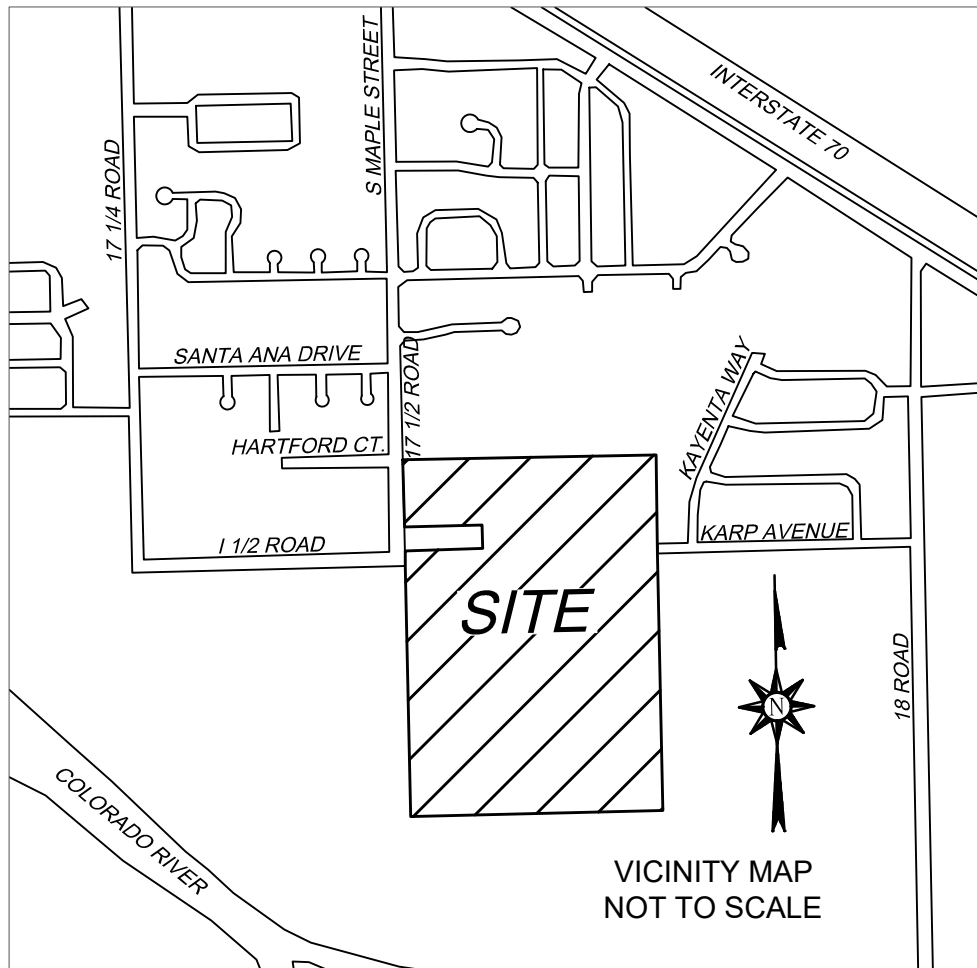 S MAPLE STREET
INTERSTATE 70
17 1/4 ROAD
SANTA ANA DRIVE
17 1/2 ROAD
KAYENTA WAY
HARTFORD CT.
I 1/2 ROAD
KARP AVENUE
SITE
18 ROAD
N
COLORADO RIVER
VICINITY MAP
NOT TO SCALE